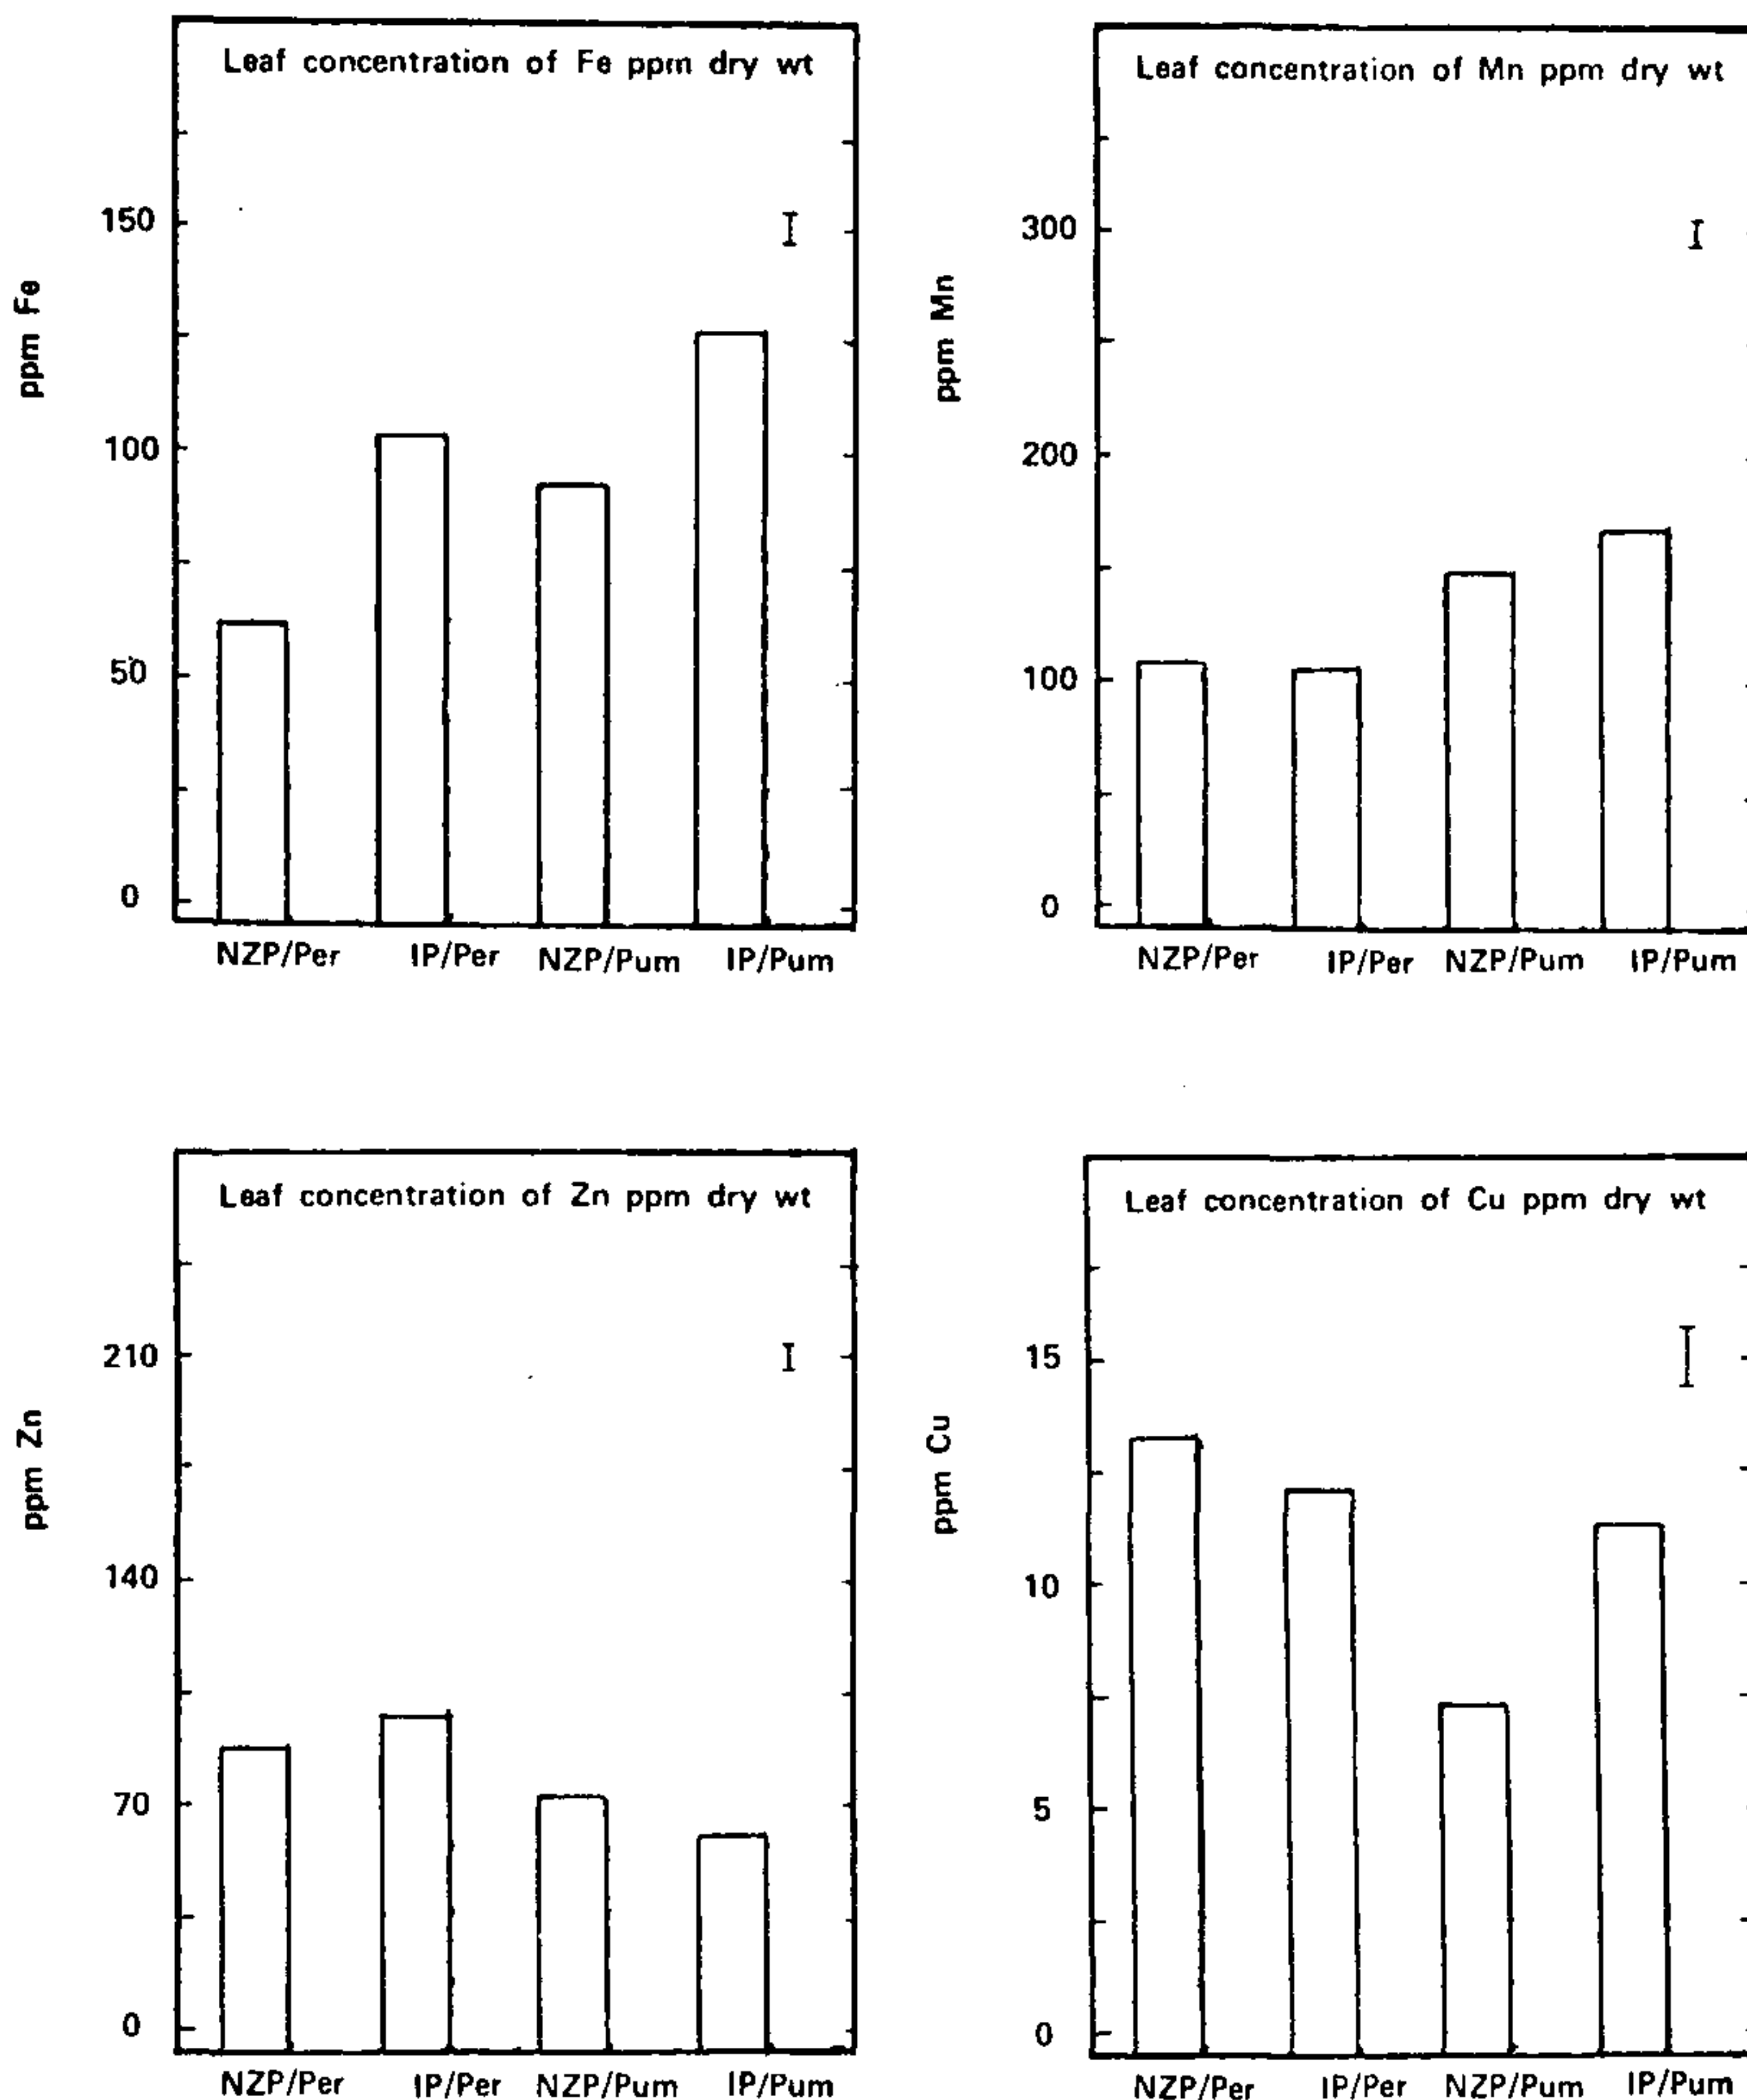 Leaf concentration of Fe ppm dry wt
ppm Fe
150
100
50
0
NZP/Per IP/Per NZP/Pum IP/Pum
Leaf concentration of Mn ppm dry wt
ppm Mn
300
200
100
0
NZP/Per IP/Per NZP/Pum IP/Pum
Leaf concentration of Zn ppm dry wt
ppm Zn
210
140
70
0
NZP/Per IP/Per NZP/Pum IP/Pum
Leaf concentration of Cu ppm dry wt
ppm Cu
15
10
5
0
NZP/Per IP/Per NZP/Pum IP/Pum